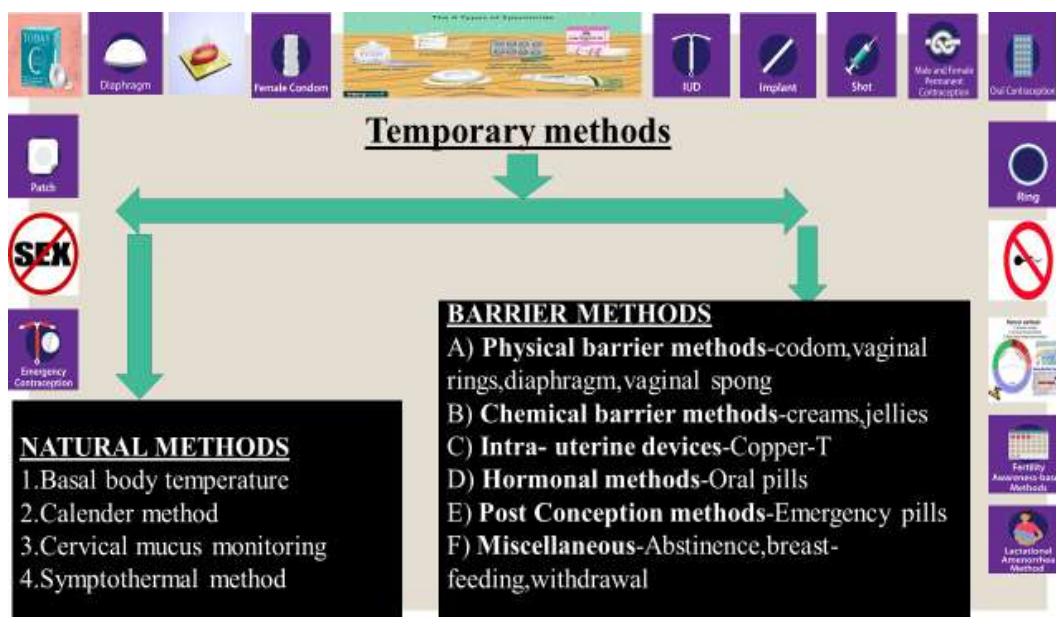 TODAY
Diaphragm
Female Condom
IUD
Implant
Shot
Male and Female
Permanent
Contraception
Oral Contraception
Temporary methods
Patch
Ring
SEX
Emergency
Contraception
BARRIER METHODS
A) Physical barrier methods-codom,vaginal
rings,diaphragm,vaginal spong
B) Chemical barrier methods-creams,jellies
C) Intra- uterine devices-Copper-T
D) Hormonal methods-Oral pills
E) Post Conception methods-Emergency pills
F) Miscellaneous-Abstinence,breast-
feeding,withdrawal
NATURAL METHODS
1.Basal body temperature
2.Calender method
3.Cervical mucus monitoring
4.Symptothermal method
Fertility
Awareness-based
Methods
Lactational
Amenorrhea
Method